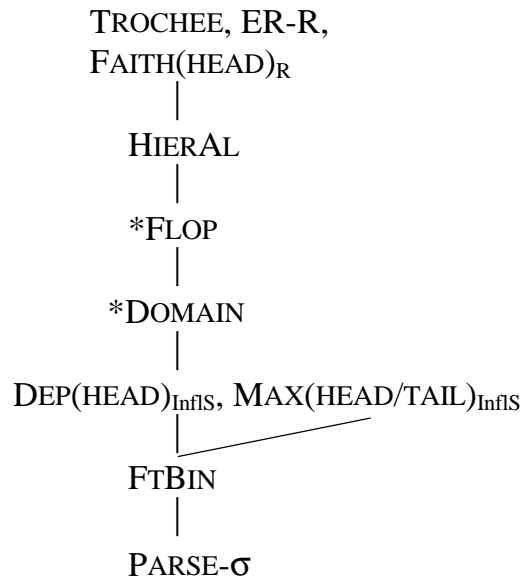 TROCHEE, ER-R,
FAITH(HEAD)R
HIERAL
*FLOP
*DOMAIN
DEP(HEAD)InflS, MAX(HEAD/TAIL)InflS
FTBIN
PARSE-σ